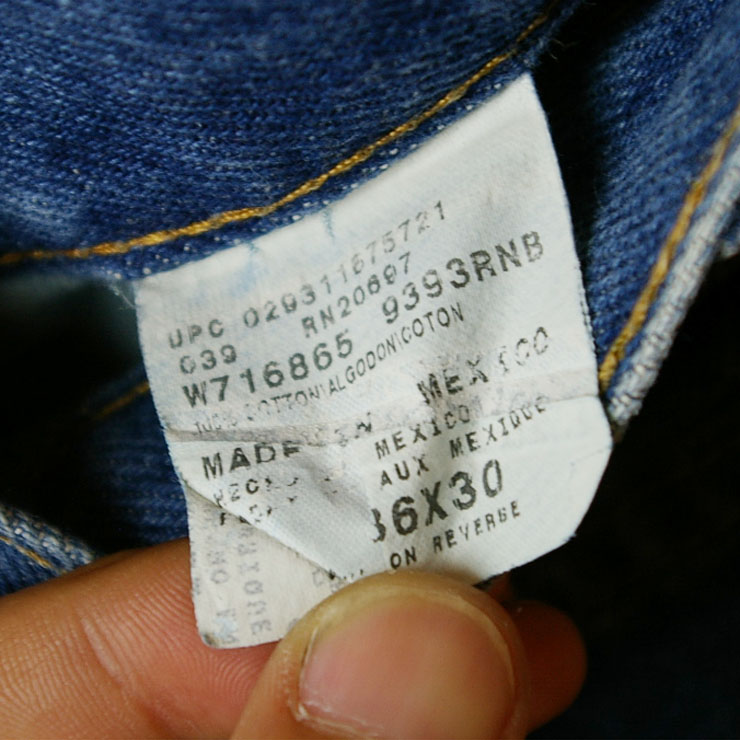 UPC 029311675721
039 RN20697
W716865 9393RNB
100% COTTON\ALGODON\COTON
MADE IN MEXICO
MEXICO
AUX MEXIQUE
36X30
ON REVERSE